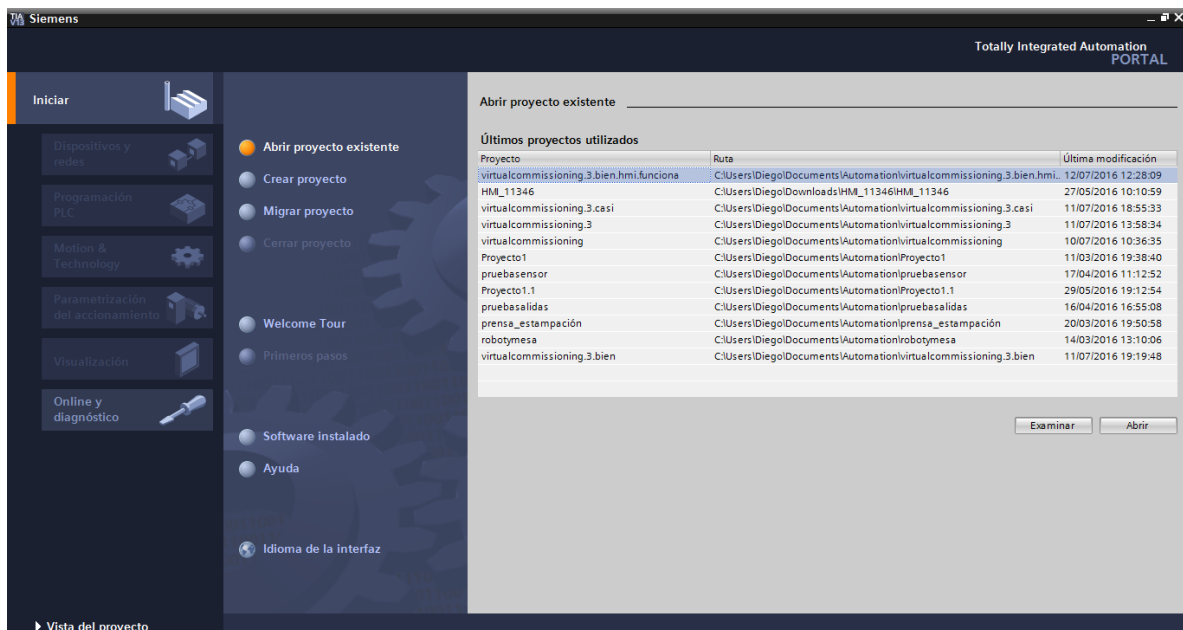 TIA V13 Siemens
Totally Integrated Automation
PORTAL
Iniciar
Dispositivos y
redes
Programación
PLC
Motion &
Technology
Parametrización
del accionamiento
Visualización
Online y
diagnóstico
Vista del proyecto
Abrir proyecto existente
Crear proyecto
Migrar proyecto
Cerrar proyecto
Welcome Tour
Primeros pasos
Software instalado
Ayuda
Idioma de la interfaz
Abrir proyecto existente
Últimos proyectos utilizados
Proyecto Ruta Última modificación
virtualcommissioning.3.bien.hmi.funciona C:\Users\Diego\Documents\Automation\virtualcommissioning.3.bien.hmi... 12/07/2016 12:28:09
HMI_11346 C:\Users\Diego\Downloads\HMI_11346\HMI_11346 27/05/2016 10:10:59
virtualcommissioning.3.casi C:\Users\Diego\Documents\Automation\virtualcommissioning.3.casi 11/07/2016 18:55:33
virtualcommissioning.3 C:\Users\Diego\Documents\Automation\virtualcommissioning.3 11/07/2016 13:58:34
virtualcommissioning C:\Users\Diego\Documents\Automation\virtualcommissioning 10/07/2016 10:36:35
Proyecto1 C:\Users\Diego\Documents\Automation\Proyecto1 11/03/2016 19:38:40
pruebasensor C:\Users\Diego\Documents\Automation\pruebasensor 17/04/2016 11:12:52
Proyecto1.1 C:\Users\Diego\Documents\Automation\Proyecto1.1 29/05/2016 19:12:54
pruebasalidas C:\Users\Diego\Documents\Automation\pruebasalidas 16/04/2016 16:55:08
prensa_estampación C:\Users\Diego\Documents\Automation\prensa_estampación 20/03/2016 19:50:58
robotymesa C:\Users\Diego\Documents\Automation\robotymesa 14/03/2016 13:10:06
virtualcommissioning.3.bien C:\Users\Diego\Documents\Automation\virtualcommissioning.3.bien 11/07/2016 19:19:48
Examinar Abrir